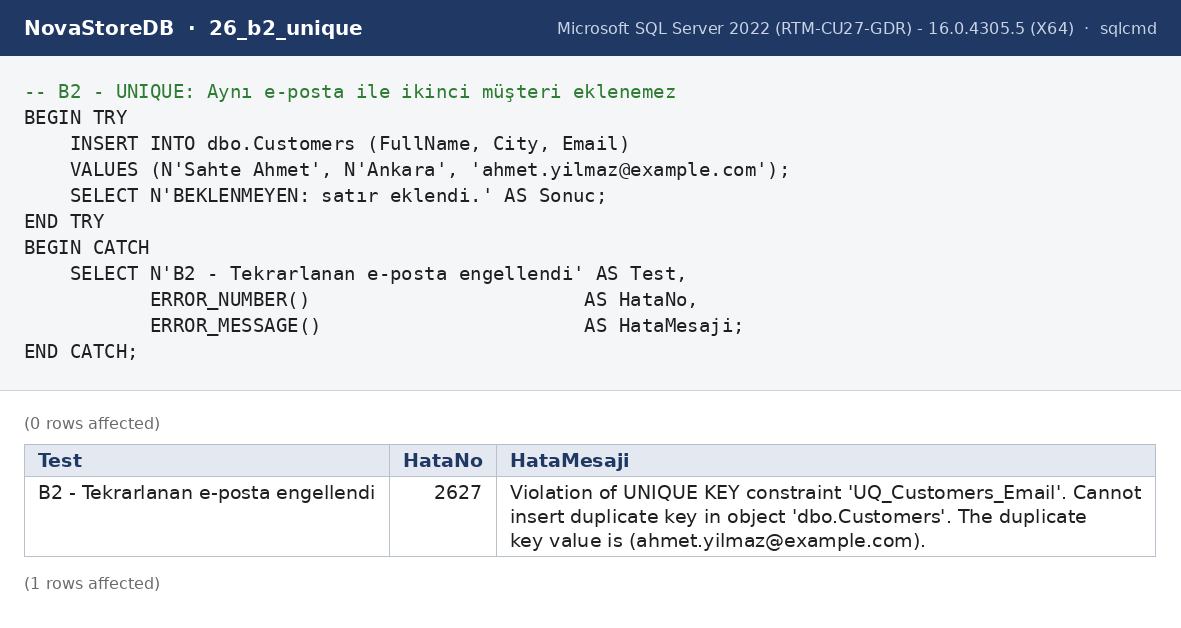 NovaStoreDB · 26_b2_unique
Microsoft SQL Server 2022 (RTM-CU27-GDR) - 16.0.4305.5 (X64) · sqlcmd
-- B2 - UNIQUE: Aynı e-posta ile ikinci müşteri eklenemez
BEGIN TRY
    INSERT INTO dbo.Customers (FullName, City, Email)
    VALUES (N'Sahte Ahmet', N'Ankara', 'ahmet.yilmaz@example.com');
    SELECT N'BEKLENMEYEN: satır eklendi.' AS Sonuc;
END TRY
BEGIN CATCH
    SELECT N'B2 - Tekrarlanan e-posta engellendi' AS Test,
           ERROR_NUMBER()                        AS HataNo,
           ERROR_MESSAGE()                       AS HataMesaji;
END CATCH;
(0 rows affected)
Test HataNo HataMesaji
B2 - Tekrarlanan e-posta engellendi 2627 Violation of UNIQUE KEY constraint 'UQ_Customers_Email'. Cannot
insert duplicate key in object 'dbo.Customers'. The duplicate
key value is (ahmet.yilmaz@example.com).
(1 rows affected)